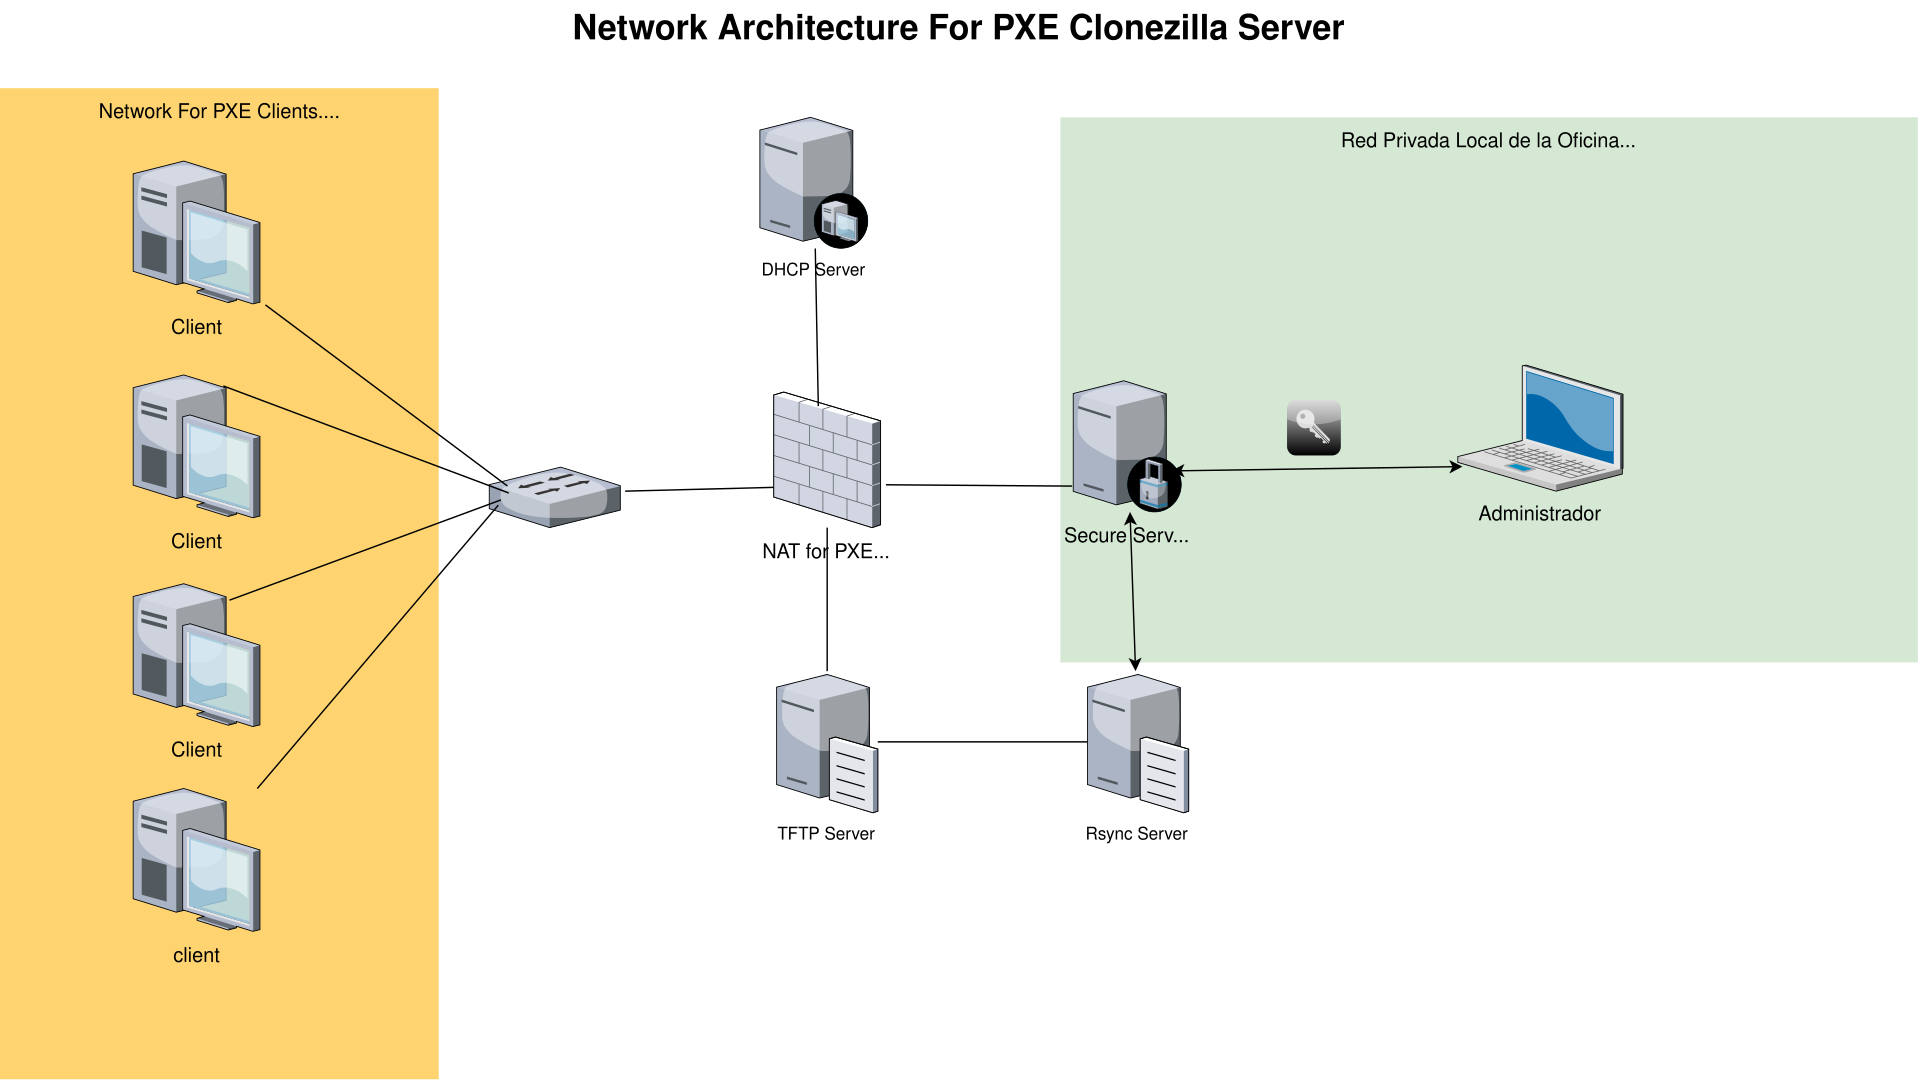 Network Architecture For PXE Clonezilla Server
Network For PXE Clients....
Client
Client
Client
client
DHCP Server
NAT for PXE...
TFTP Server
Rsync Server
Red Privada Local de la Oficina...
Secure Serv...
Administrador